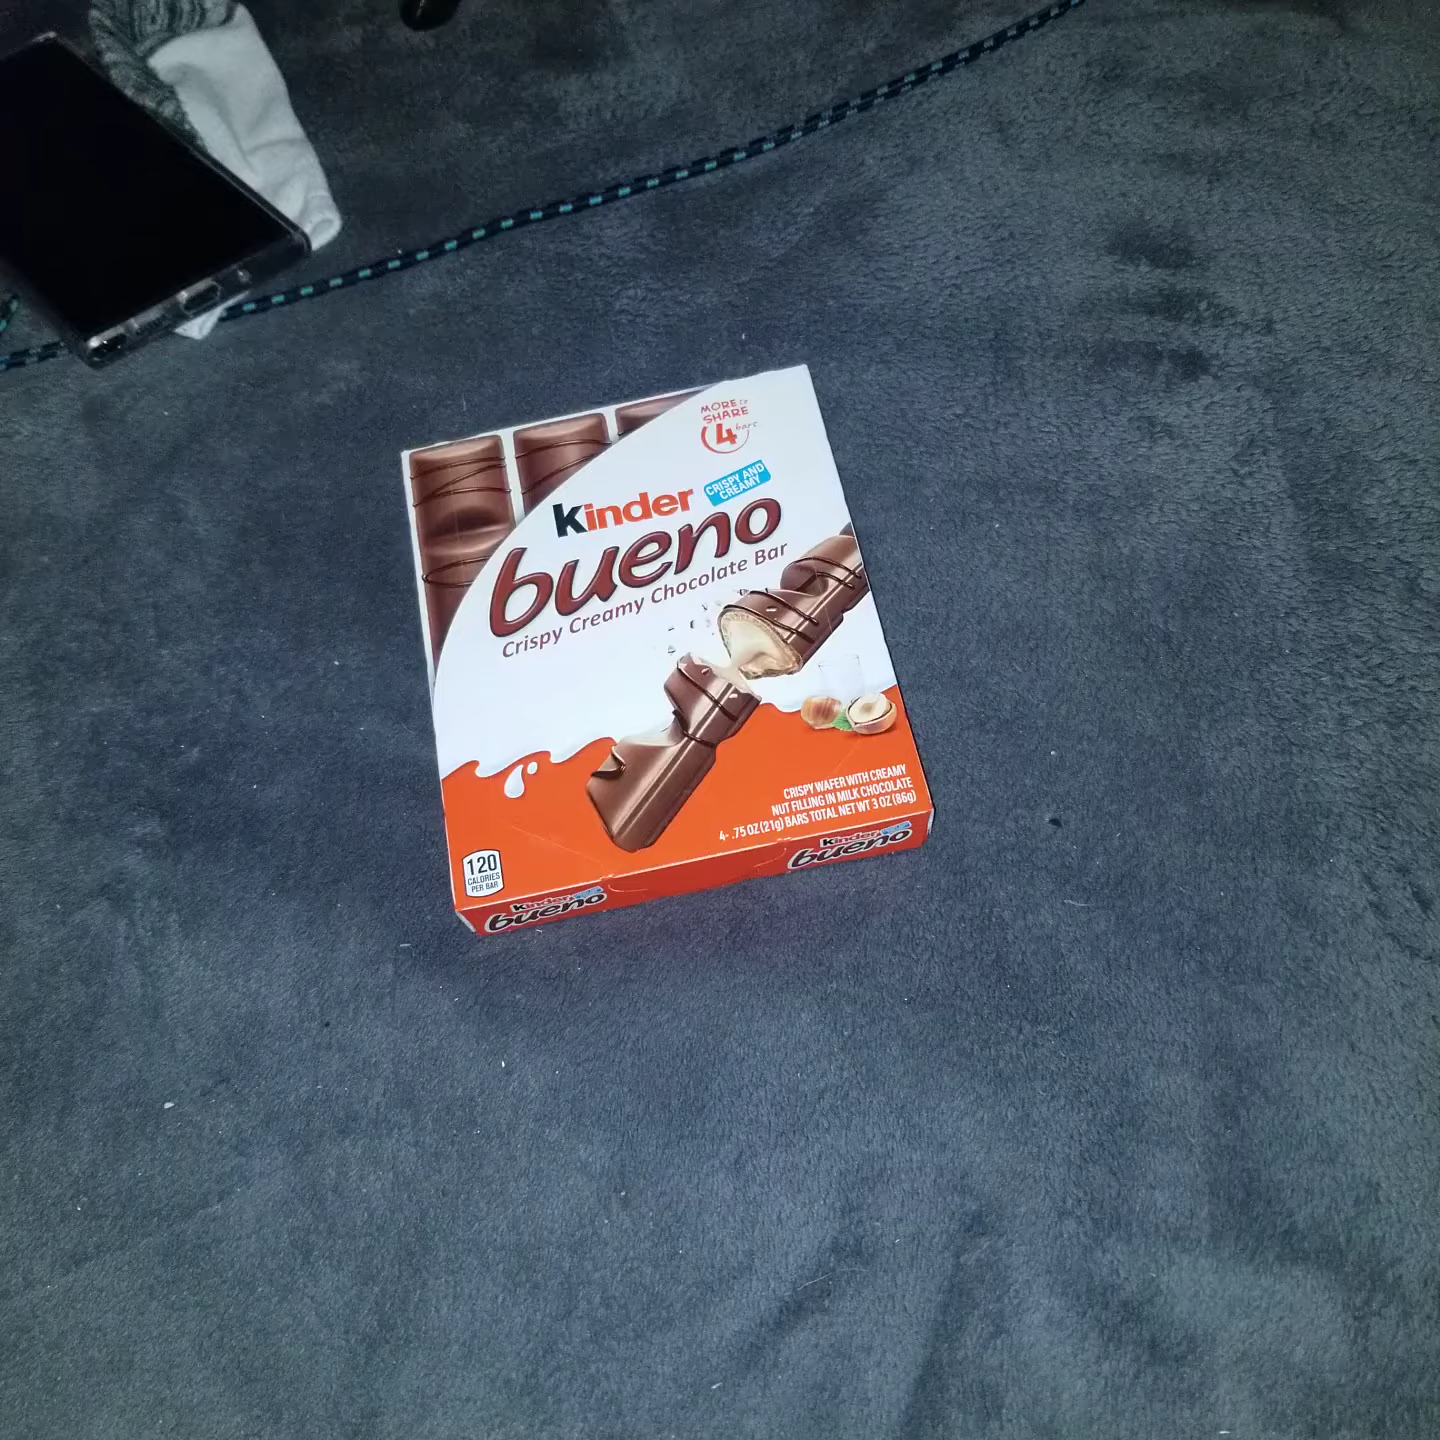 MORE to
SHARE
4 bars
kinder
CRISPY AND
CREAMY
bueno
Crispy Creamy Chocolate Bar
CRISPY WAFER WITH CREAMY
NUT FILLING IN MILK CHOCOLATE
4- .75 OZ (21g) BARS TOTAL NET WT 3 OZ (86g)
120
CALORIES
PER BAR
kinder
bueno
kinder
bueno